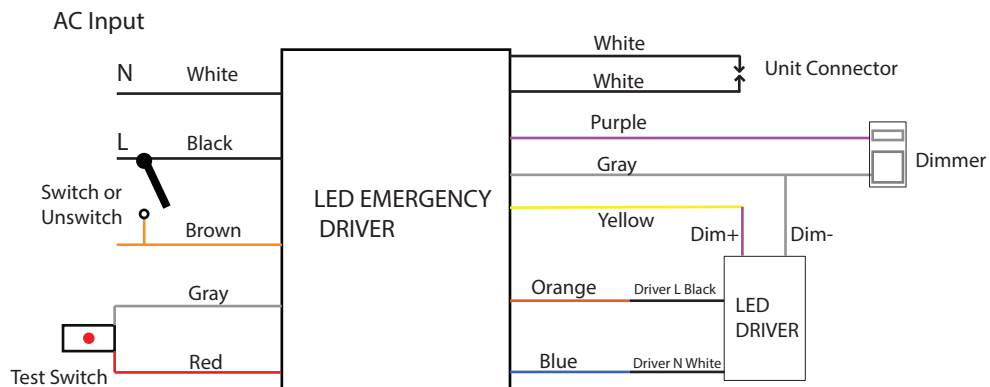 AC Input
N
White
L
Black
Switch or
Unswitch
Brown
Gray
Red
Test Switch
LED EMERGENCY
DRIVER
White
White
Unit Connector
Purple
Gray
Dimmer
Yellow
Dim+
Dim-
Orange
Driver L Black
Blue
Driver N White
LED
DRIVER